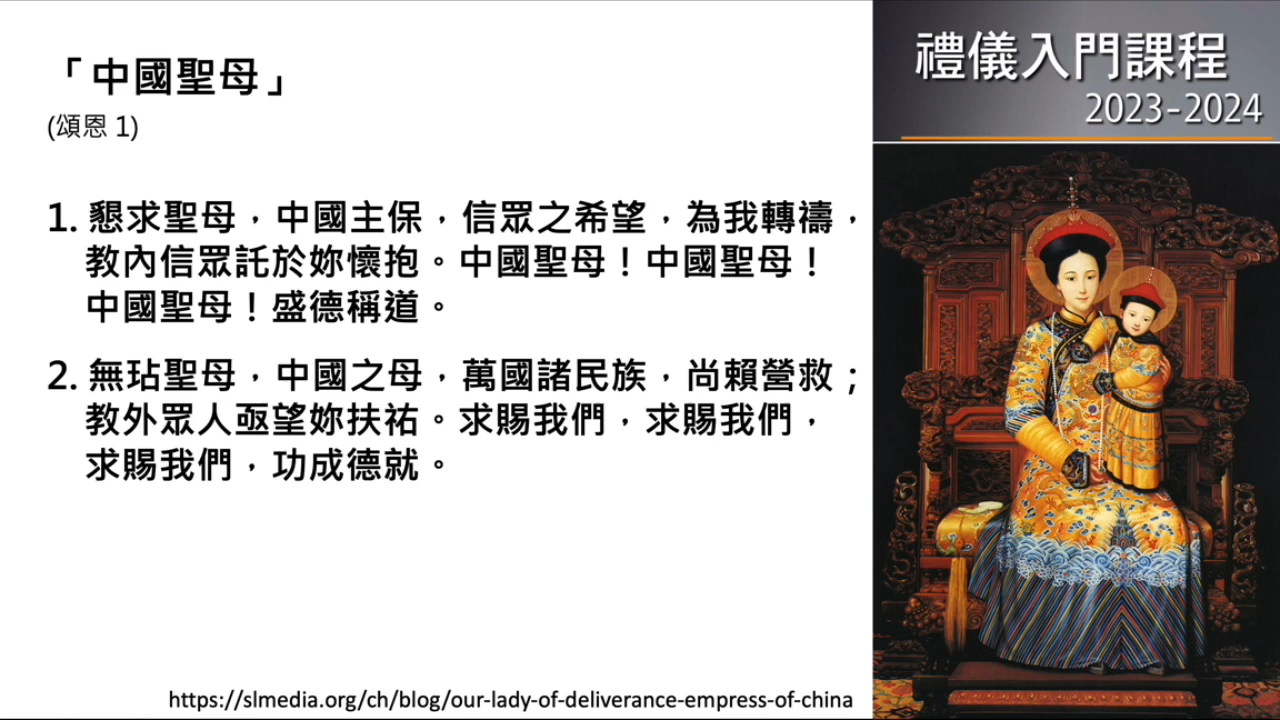 「中國聖母」
(頌恩 1)
1. 懇求聖母，中國主保，信眾之希望，為我轉禱，
教內信眾託於妳懷抱。中國聖母！中國聖母！
中國聖母！盛德稱道。
2. 無玷聖母，中國之母，萬國諸民族，尚賴營救；
教外眾人亟望妳扶祐。求賜我們，求賜我們，
求賜我們，功成德就。
https://slmedia.org/ch/blog/our-lady-of-deliverance-empress-of-china
禮儀入門課程
2023-2024